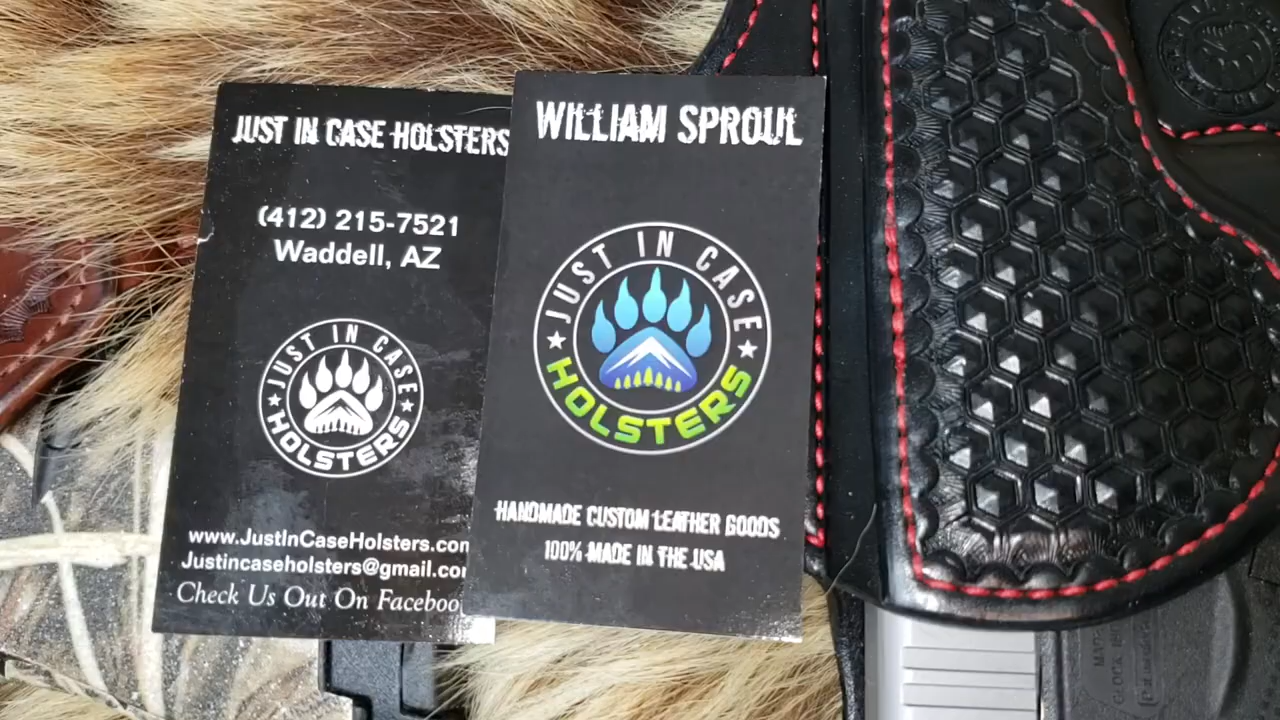 JUST IN CASE HOLSTERS
(412) 215-7521
Waddell, AZ
JUST IN CASE
HOLSTERS
www.JustInCaseHolsters.com
Justincaseholsters@gmail.co
Check Us Out On Faceboo
WILLIAM SPROUL
JUST IN CASE
HOLSTERS
HANDMADE CUSTOM LEATHER GOODS
100% MADE IN THE USA